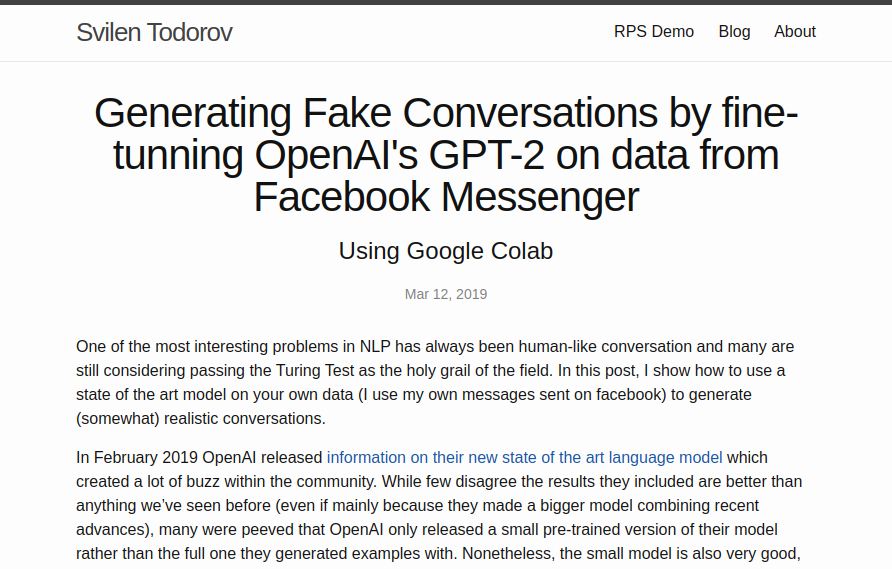 Svilen Todorov
RPS Demo Blog About
Generating Fake Conversations by fine-
tunning OpenAI's GPT-2 on data from
Facebook Messenger
Using Google Colab
Mar 12, 2019
One of the most interesting problems in NLP has always been human-like conversation and many are
still considering passing the Turing Test as the holy grail of the field. In this post, I show how to use a
state of the art model on your own data (I use my own messages sent on facebook) to generate
(somewhat) realistic conversations.
In February 2019 OpenAI released information on their new state of the art language model which
created a lot of buzz within the community. While few disagree the results they included are better than
anything we’ve seen before (even if mainly because they made a bigger model combining recent
advances), many were peeved that OpenAI only released a small pre-trained version of their model
rather than the full one they generated examples with. Nonetheless, the small model is also very good,